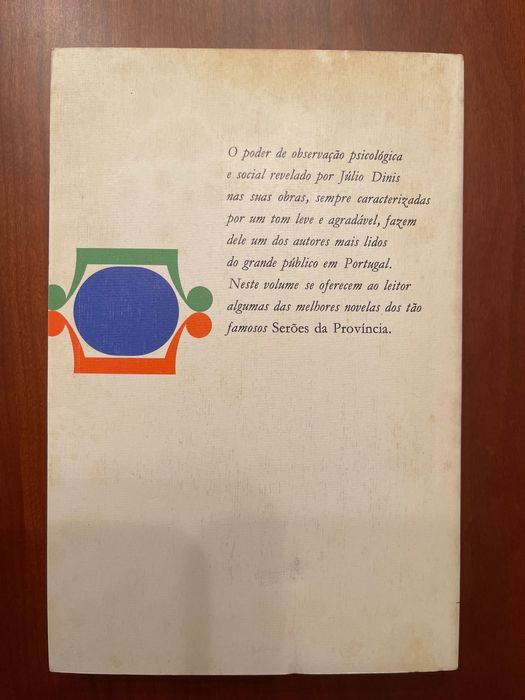 O poder de observação psicológica
e social revelado por Júlio Dinis
nas suas obras, sempre caracterizadas
por um tom leve e agradável, fazem
dele um dos autores mais lidos
do grande público em Portugal.
Neste volume se oferecem ao leitor
algumas das melhores novelas dos tão
famosos Serões da Província.